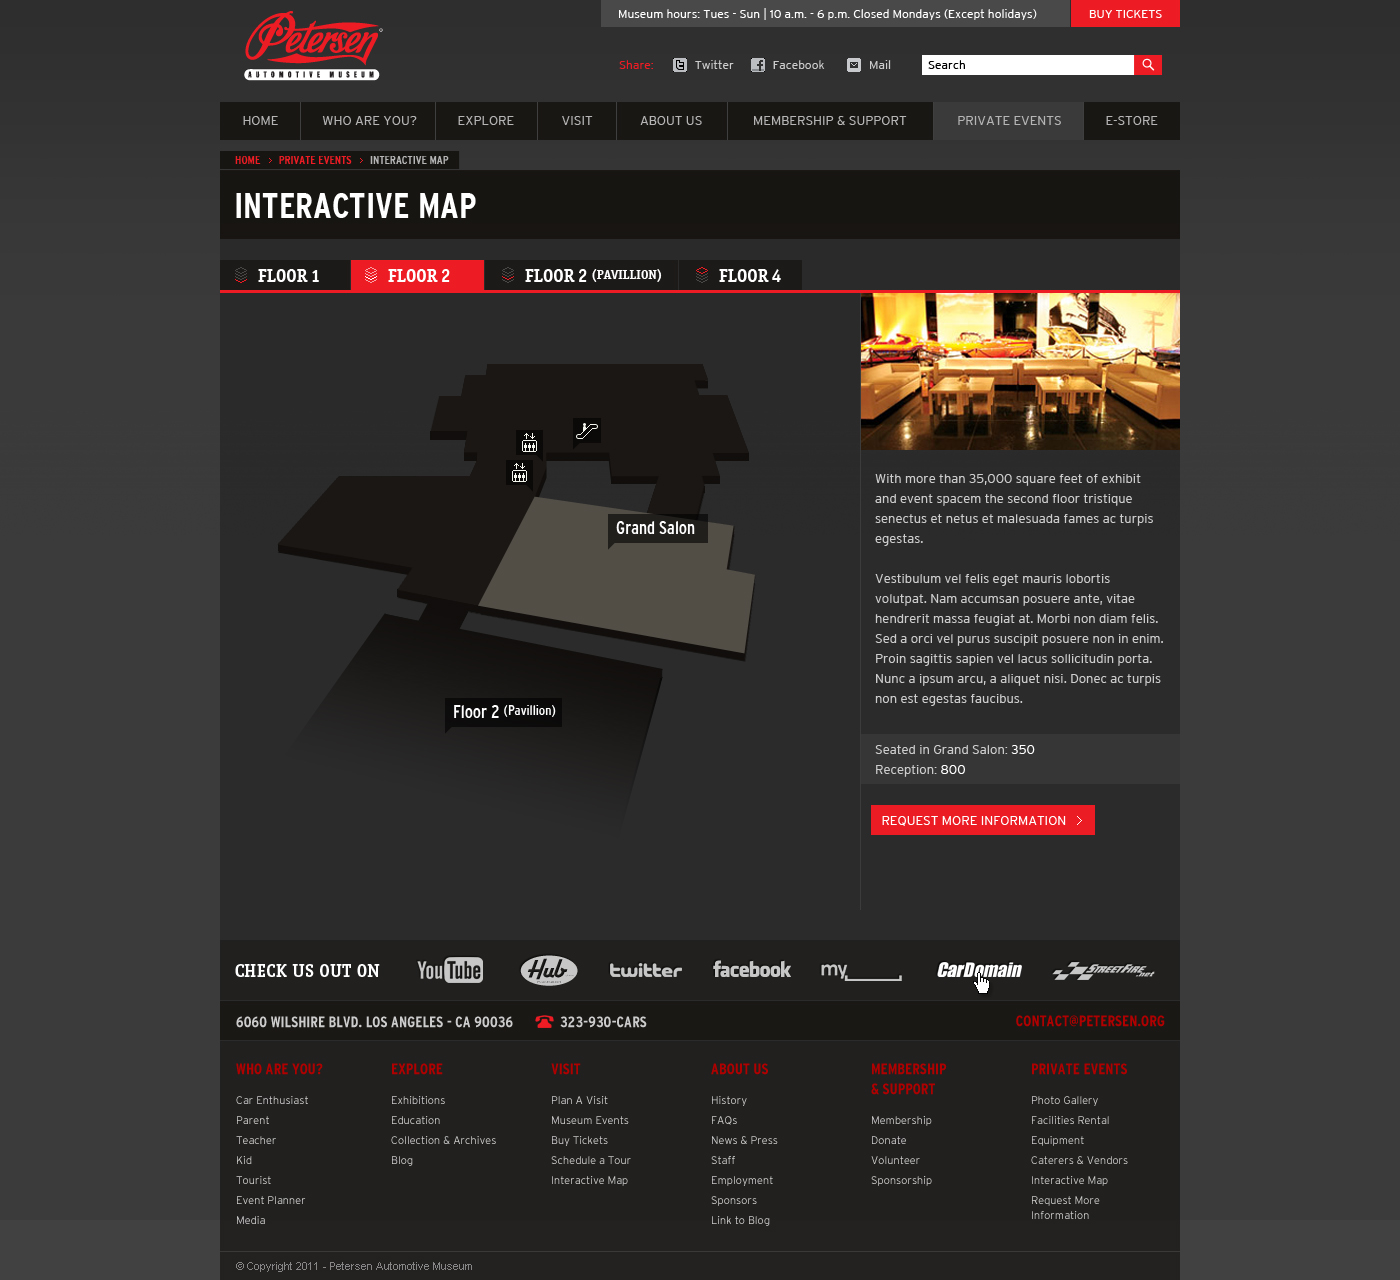 Petersen
AUTOMOTIVE MUSEUM
Museum hours: Tues - Sun | 10 a.m. - 6 p.m. Closed Mondays (Except holidays)
BUY TICKETS
Share:
Twitter
Facebook
Mail
Search
HOME
WHO ARE YOU?
EXPLORE
VISIT
ABOUT US
MEMBERSHIP & SUPPORT
PRIVATE EVENTS
E-STORE
HOME > PRIVATE EVENTS > INTERACTIVE MAP
INTERACTIVE MAP
FLOOR 1
FLOOR 2
FLOOR 2 (PAVILLION)
FLOOR 4
Grand Salon
Floor 2 (Pavillion)
With more than 35,000 square feet of exhibit
and event spacem the second floor tristique
senectus et netus et malesuada fames ac turpis
egestas.
Vestibulum vel felis eget mauris lobortis
volutpat. Nam accumsan posuere ante, vitae
hendrerit massa feugiat at. Morbi non diam felis.
Sed a orci vel purus suscipit posuere non in enim.
Proin sagittis sapien vel lacus sollicitudin porta.
Nunc a ipsum arcu, a aliquet nisi. Donec ac turpis
non est egestas faucibus.
Seated in Grand Salon: 350
Reception: 800
REQUEST MORE INFORMATION >
CHECK US OUT ON
YouTube
Hub
twitter
facebook
my
CarDomain
STREETFIRE.net
6060 WILSHIRE BLVD. LOS ANGELES - CA 90036
323-930-CARS
CONTACT@PETERSEN.ORG
WHO ARE YOU?
Car Enthusiast
Parent
Teacher
Kid
Tourist
Event Planner
Media
EXPLORE
Exhibitions
Education
Collection & Archives
Blog
VISIT
Plan A Visit
Museum Events
Buy Tickets
Schedule a Tour
Interactive Map
ABOUT US
History
FAQs
News & Press
Staff
Employment
Sponsors
Link to Blog
MEMBERSHIP
& SUPPORT
Membership
Donate
Volunteer
Sponsorship
PRIVATE EVENTS
Photo Gallery
Facilities Rental
Equipment
Caterers & Vendors
Interactive Map
Request More
Information
© Copyright 2011 - Petersen Automotive Museum